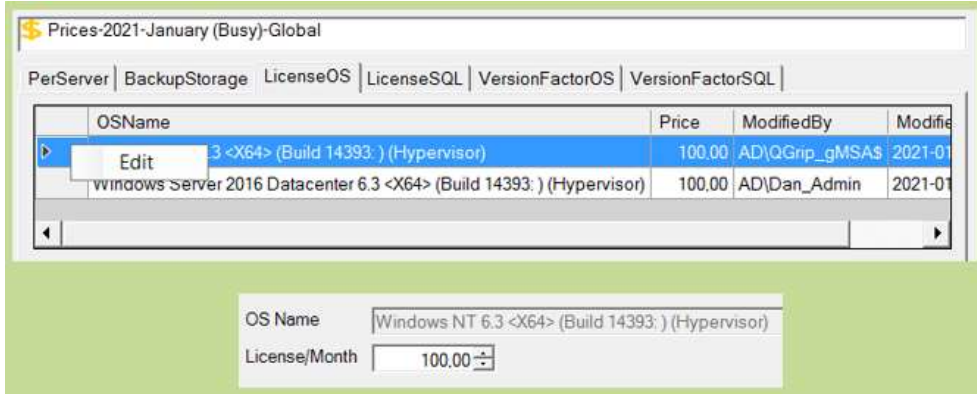 Prices-2021-January (Busy)-Global
PerServer BackupStorage LicenseOS LicenseSQL VersionFactorOS VersionFactorSQL
OSName Price ModifiedBy Modifie
.3 <X64> (Build 14393: ) (Hypervisor) 100,00 AD\QGrip_gMSA$ 2021-01
Edit
Windows Server 2016 Datacenter 6.3 <X64> (Build 14393: ) (Hypervisor) 100,00 AD\Dan_Admin 2021-01
OS Name Windows NT 6.3 <X64> (Build 14393: ) (Hypervisor)
License/Month 100,00